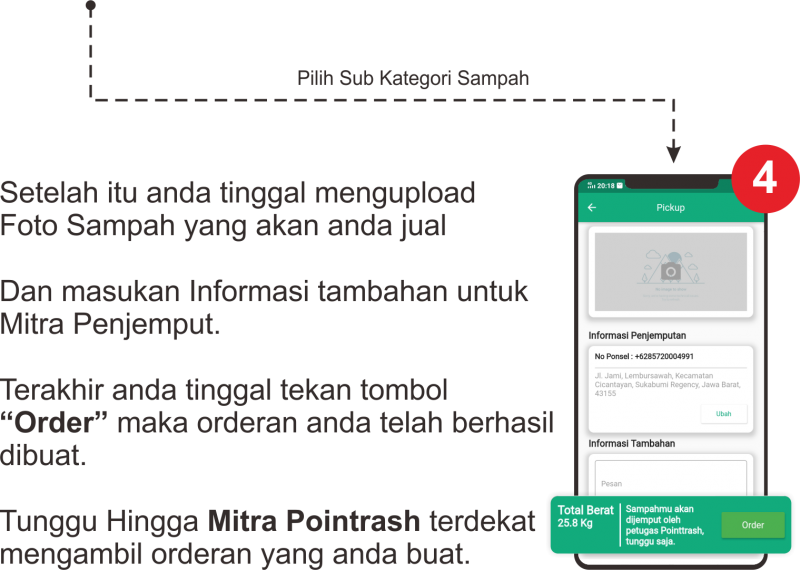 Pilih Sub Kategori Sampah
4
Setelah itu anda tinggal mengupload
Foto Sampah yang akan anda jual
Dan masukan Informasi tambahan untuk
Mitra Penjemput.
Terakhir anda tinggal tekan tombol
“Order” maka orderan anda telah berhasil
dibuat.
Tunggu Hingga Mitra Pointrash terdekat
mengambil orderan yang anda buat.
20:18
Pickup
Informasi Penjemputan
No Ponsel : +6285720004991
Jl. Jami, Lembursawah, Kecamatan
Cicantayan, Sukabumi Regency, Jawa Barat,
43155
Ubah
Informasi Tambahan
Pesan
Total Berat
25.8 Kg
Sampahmu akan
dijemput oleh
petugas Pointtrash,
tunggu saja.
Order